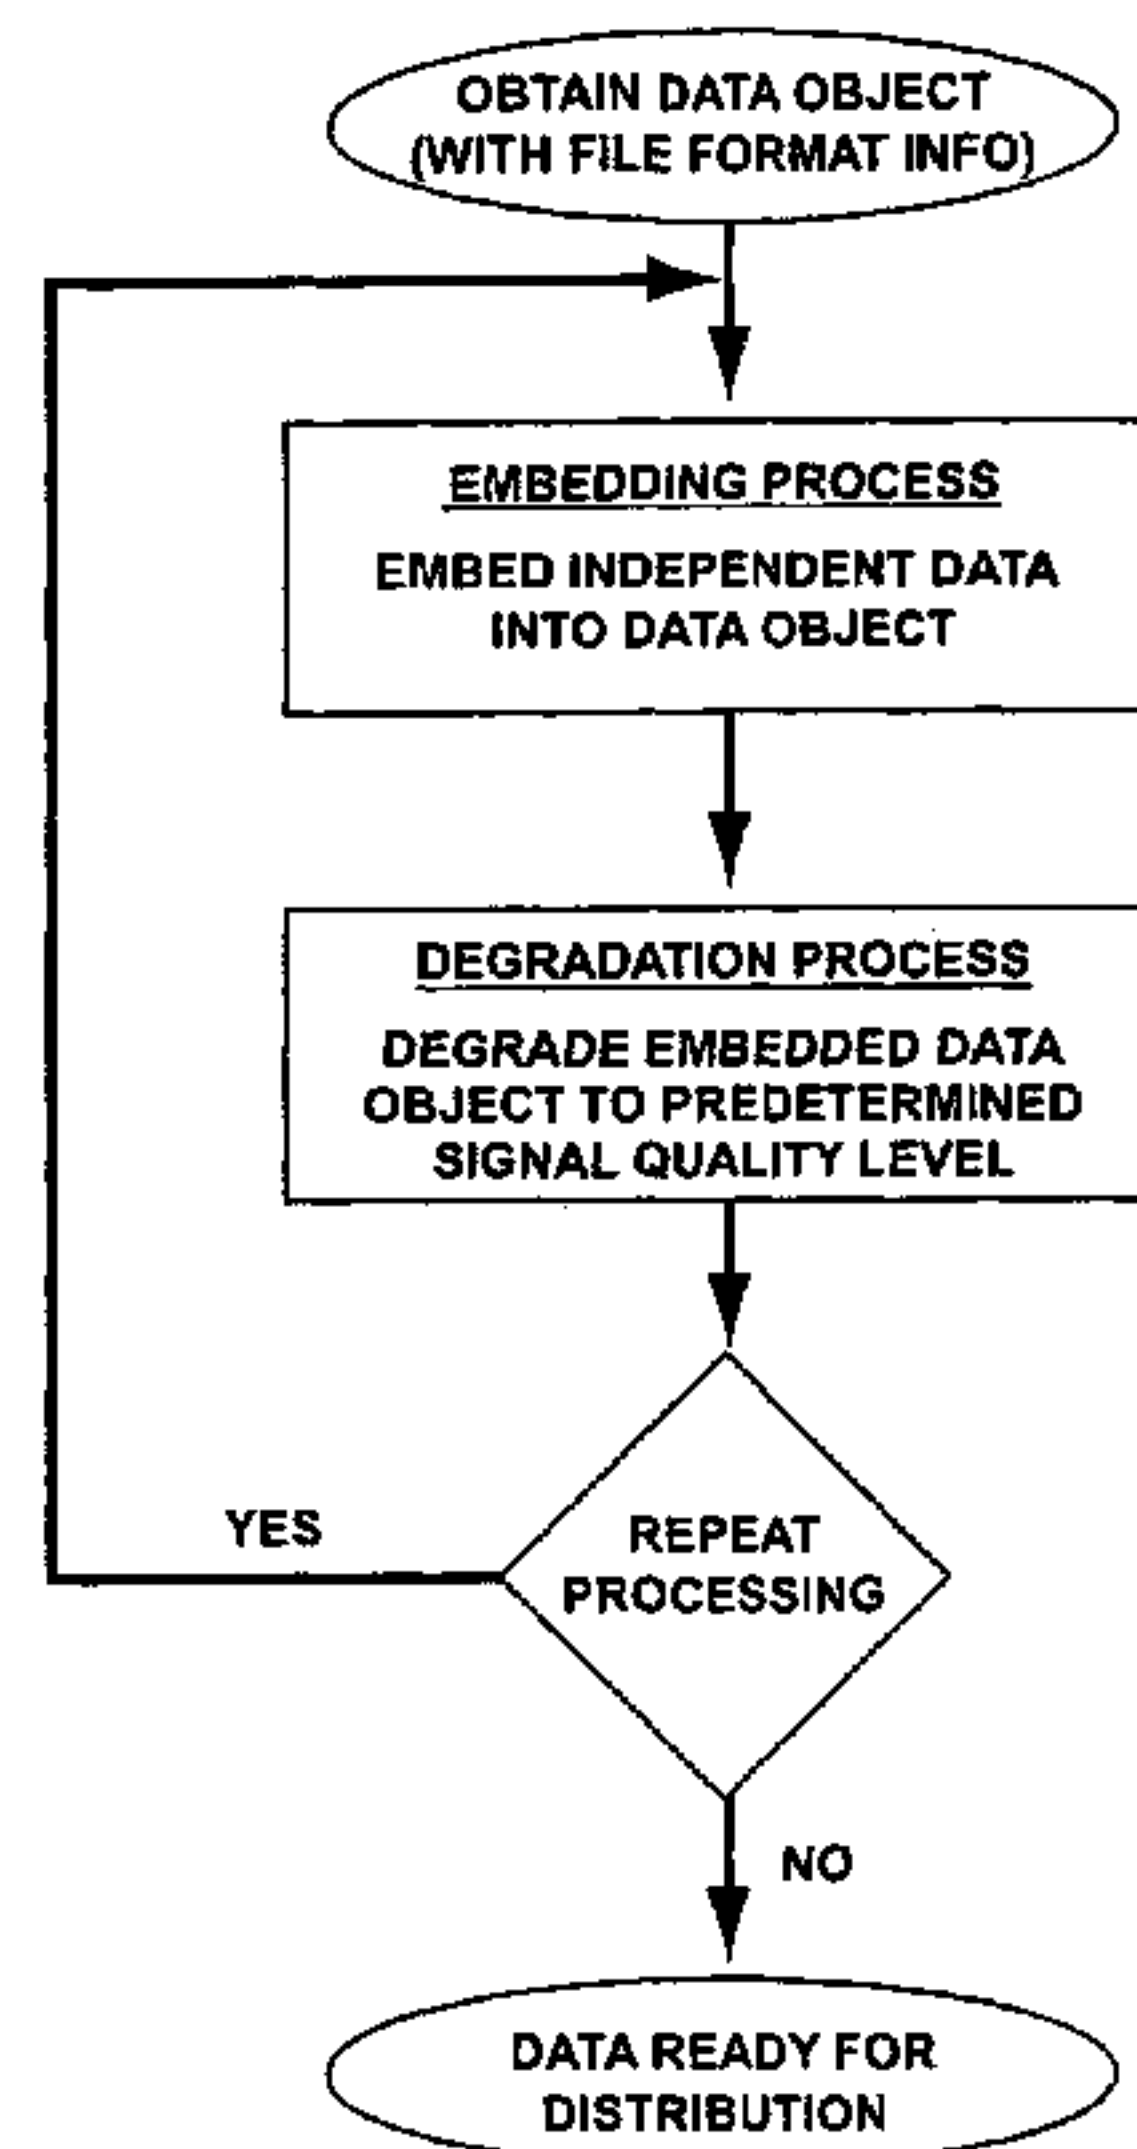 OBTAIN DATA OBJECT
(WITH FILE FORMAT INFO)
EMBEDDING PROCESS
EMBED INDEPENDENT DATA
INTO DATA OBJECT
DEGRADATION PROCESS
DEGRADE EMBEDDED DATA
OBJECT TO PREDETERMINED
SIGNAL QUALITY LEVEL
YES
REPEAT
PROCESSING
NO
DATA READY FOR
DISTRIBUTION